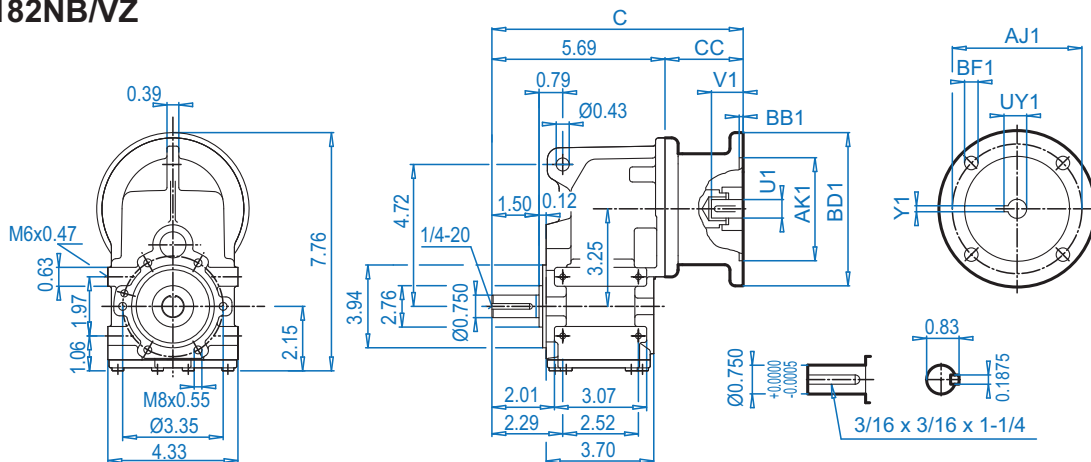 182NB/VZ
C
5.69
CC
0.79
V1
Ø0.43
BB1
0.39
4.72
1.50
0.12
1/4-20
M6x0.47
0.63
1.97
1.06
7.76
2.15
3.94
2.76
Ø0.750
3.25
U1
AK1
BD1
M8x0.55
Ø3.35
4.33
2.01
3.07
2.29
2.52
3.70
AJ1
BF1
UY1
Y1
Ø0.750
+0.0000
-0.0005
0.83
0.1875
3/16 x 3/16 x 1-1/4